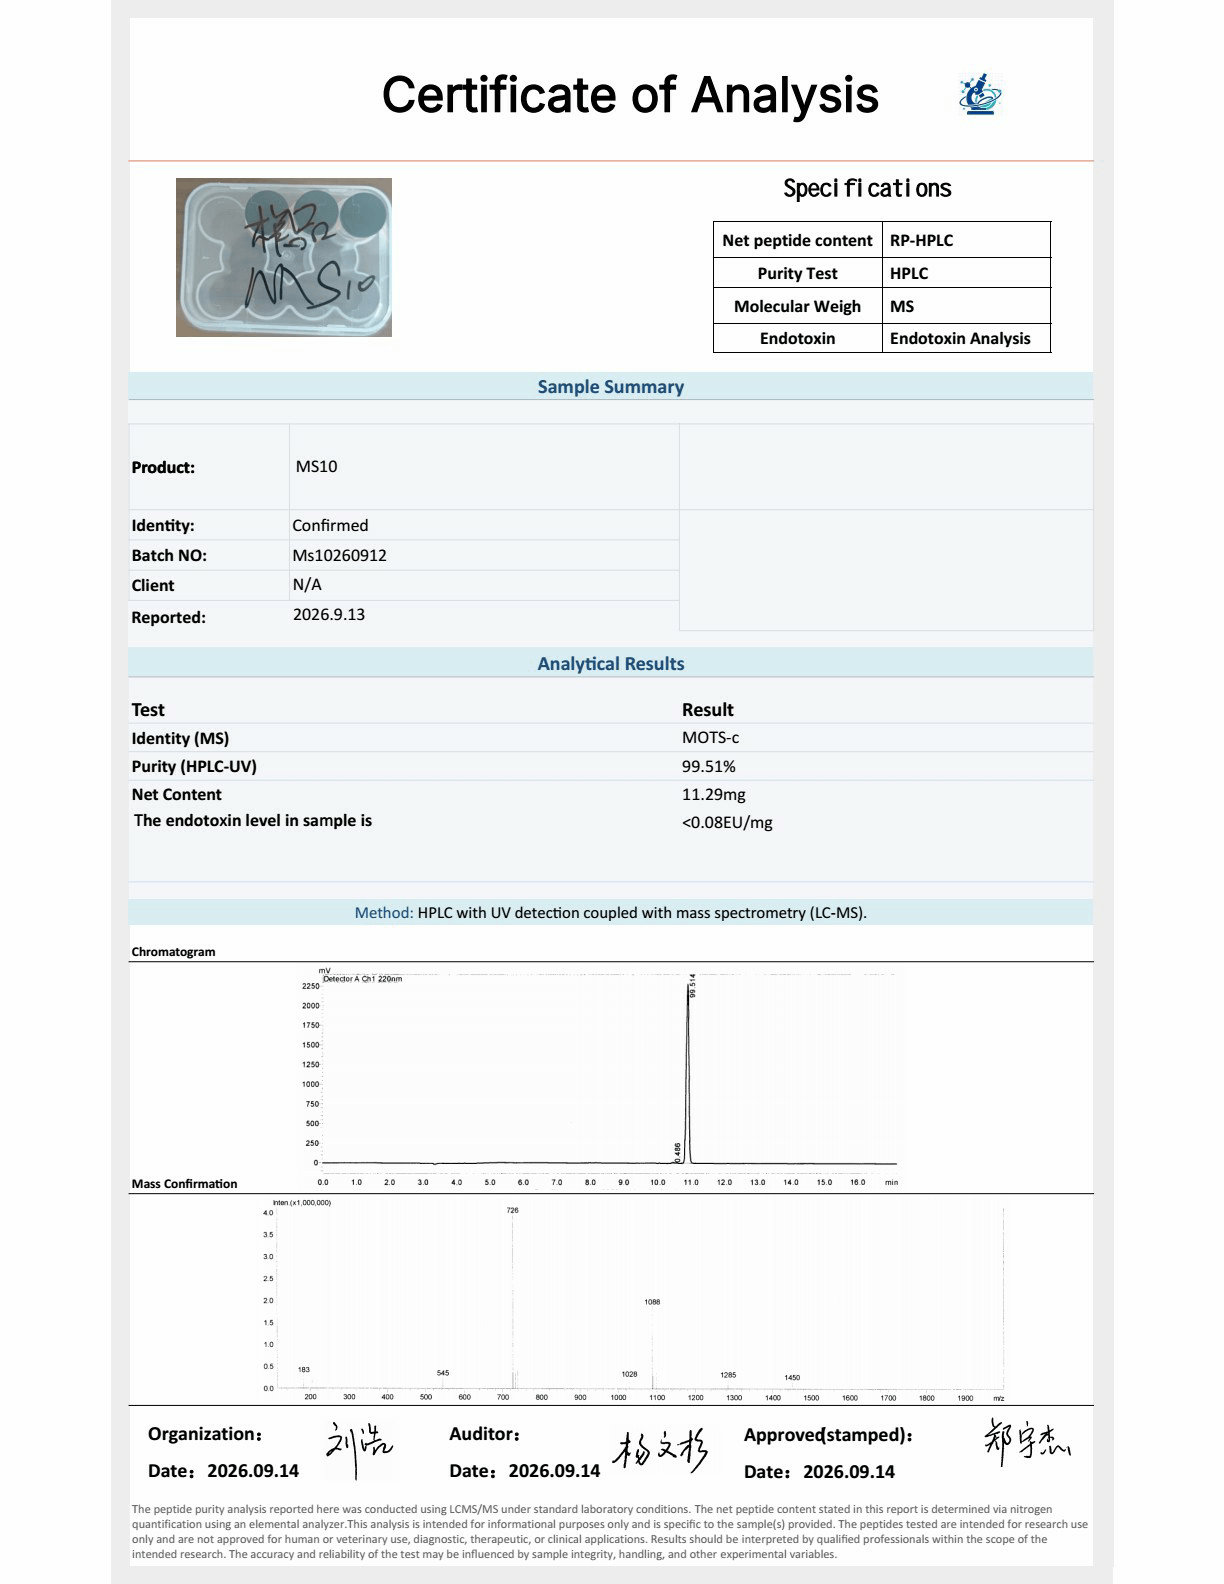 Certificate of Analysis
样品
MS10
Specifications
Net peptide content RP-HPLC
Purity Test HPLC
Molecular Weigh MS
Endotoxin Endotoxin Analysis
Sample Summary
Product: MS10
Identity: Confirmed
Batch NO: Ms10260912
Client N/A
Reported: 2026.9.13
Analytical Results
Test Result
Identity (MS) MOTS-c
Purity (HPLC-UV) 99.51%
Net Content 11.29mg
The endotoxin level in sample is <0.08EU/mg
Method: HPLC with UV detection coupled with mass spectrometry (LC-MS).
Chromatogram
mV
Detector A Ch1 220nm
99.514
2250
2000
1750
1500
1250
1000
750
500
250
0.486
0
0.0 1.0 2.0 3.0 4.0 5.0 6.0 7.0 8.0 9.0 10.0 11.0 12.0 13.0 14.0 15.0 16.0 min
Mass Confirmation
Inten.(x1,000,000)
726
4.0
3.5
3.0
2.5
2.0
1088
1.5
1.0
0.5
183 545 1028 1285 1450
0.0
200 300 400 500 600 700 800 900 1000 1100 1200 1300 1400 1500 1600 1700 1800 1900 m/z
Organization： 刘浩 Auditor： 杨文杉 Approved(stamped)： 郑宇杰
Date：2026.09.14 Date：2026.09.14 Date：2026.09.14
The peptide purity analysis reported here was conducted using LCMS/MS under standard laboratory conditions. The net peptide content stated in this report is determined via nitrogen
quantification using an elemental analyzer.This analysis is intended for informational purposes only and is specific to the sample(s) provided. The peptides tested are intended for research use
only and are not approved for human or veterinary use, diagnostic, therapeutic, or clinical applications. Results should be interpreted by qualified professionals within the scope of the
intended research. The accuracy and reliability of the test may be influenced by sample integrity, handling, and other experimental variables.